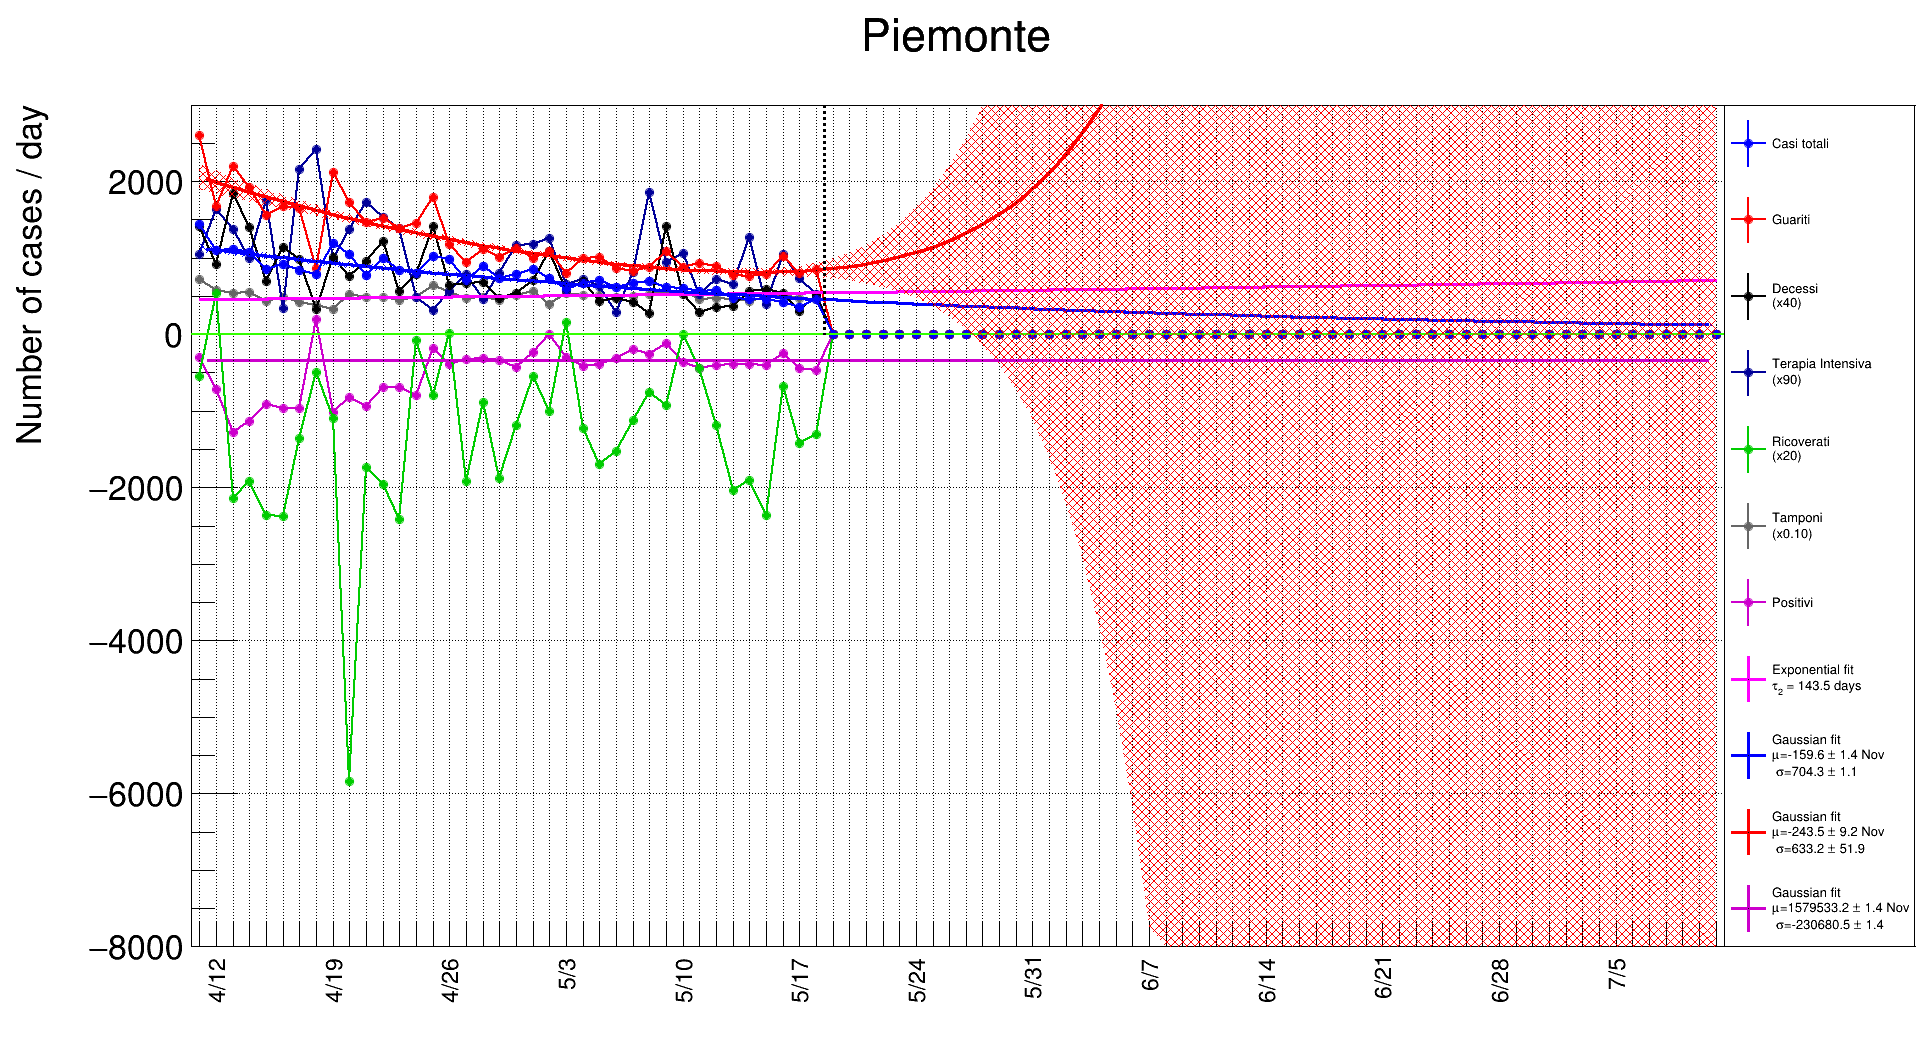 Piemonte
Number of cases / day
2000
0
−2000
−4000
−6000
−8000
4/12
4/19
4/26
5/3
5/10
5/17
5/24
5/31
6/7
6/14
6/21
6/28
7/5
Casi totali
Guariti
Decessi
(x40)
Terapia Intensiva
(x90)
Ricoverati
(x20)
Tamponi
(x0.10)
Positivi
Exponential fit
τ2 = 143.5 days
Gaussian fit
μ=-159.6 ± 1.4 Nov
σ=704.3 ± 1.1
Gaussian fit
μ=-243.5 ± 9.2 Nov
σ=633.2 ± 51.9
Gaussian fit
μ=1579533.2 ± 1.4 Nov
σ=-230680.5 ± 1.4